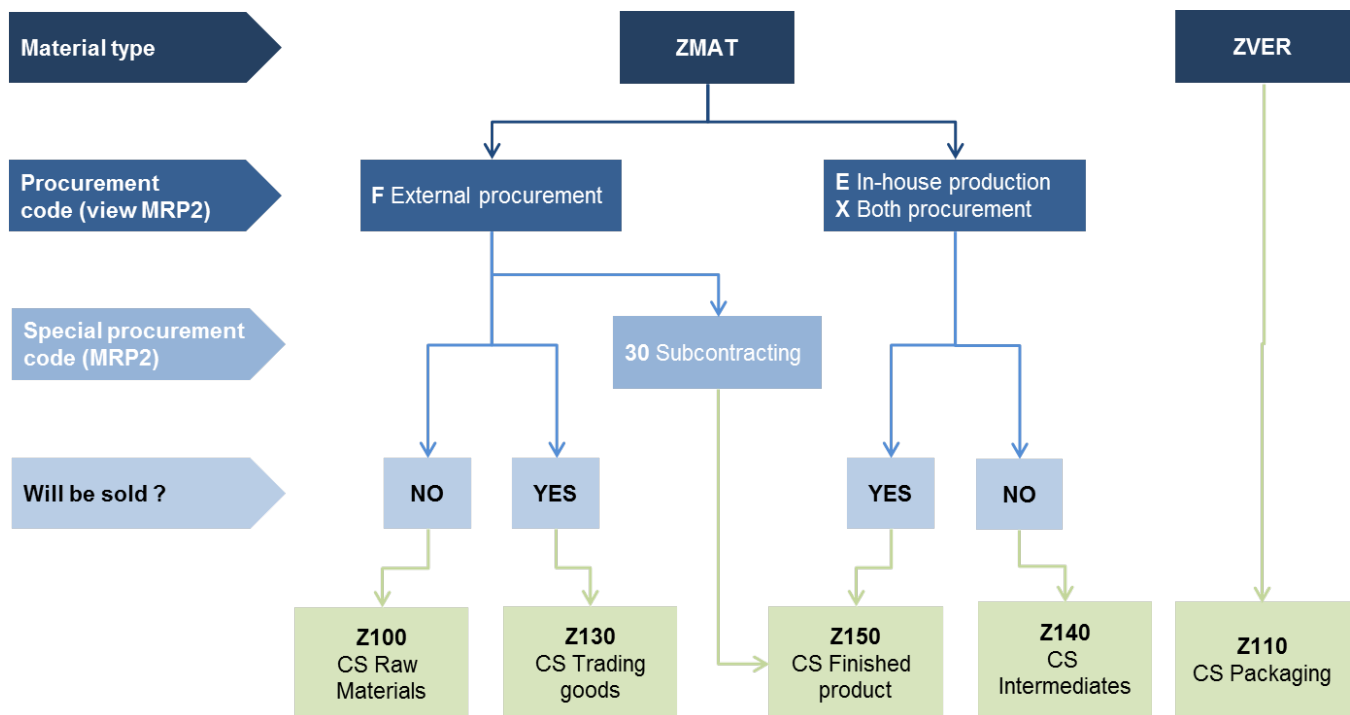 Material type
ZMAT
ZVER
Procurement
code (view MRP2)
F External procurement
E In-house production
X Both procurement
Special procurement
code (MRP2)
30 Subcontracting
Will be sold ?
NO
YES
YES
NO
Z100
CS Raw
Materials
Z130
CS Trading
goods
Z150
CS Finished
product
Z140
CS
Intermediates
Z110
CS Packaging